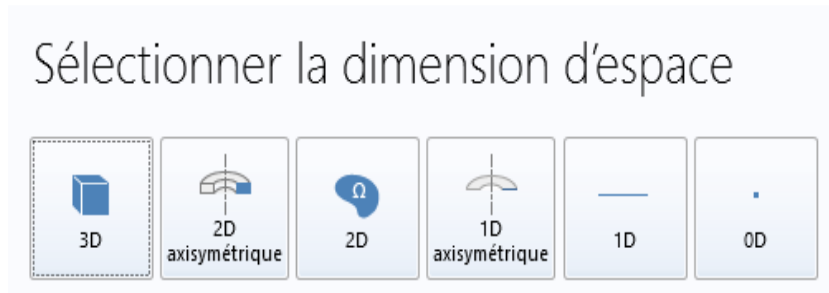 Sélectionner la dimension d'espace
3D
2D
axisymétrique
Ω
2D
1D
axisymétrique
1D
0D